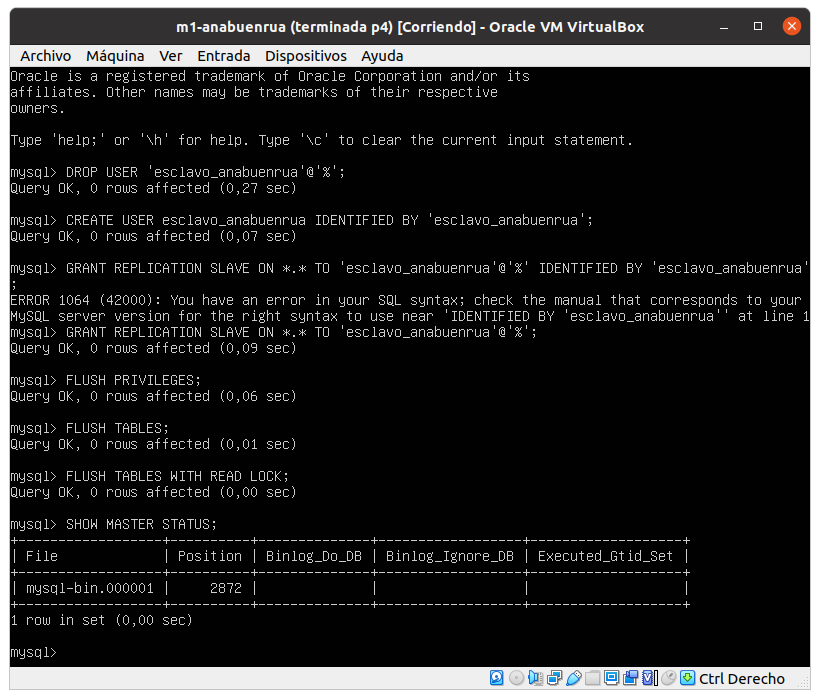 m1-anabuenrua (terminada p4) [Corriendo] - Oracle VM VirtualBox
Archivo Máquina Ver Entrada Dispositivos Ayuda
Oracle is a registered trademark of Oracle Corporation and/or its
affiliates. Other names may be trademarks of their respective
owners.
Type 'help;' or '\h' for help. Type '\c' to clear the current input statement.
mysql> DROP USER 'esclavo_anabuenrua'@'%';
Query OK, 0 rows affected (0,27 sec)
mysql> CREATE USER esclavo_anabuenrua IDENTIFIED BY 'esclavo_anabuenrua';
Query OK, 0 rows affected (0,07 sec)
mysql> GRANT REPLICATION SLAVE ON *.* TO 'esclavo_anabuenrua'@'%' IDENTIFIED BY 'esclavo_anabuenrua'
;
ERROR 1064 (42000): You have an error in your SQL syntax; check the manual that corresponds to your
MySQL server version for the right syntax to use near 'IDENTIFIED BY 'esclavo_anabuenrua'' at line 1
mysql> GRANT REPLICATION SLAVE ON *.* TO 'esclavo_anabuenrua'@'%';
Query OK, 0 rows affected (0,09 sec)
mysql> FLUSH PRIVILEGES;
Query OK, 0 rows affected (0,06 sec)
mysql> FLUSH TABLES;
Query OK, 0 rows affected (0,01 sec)
mysql> FLUSH TABLES WITH READ LOCK;
Query OK, 0 rows affected (0,00 sec)
mysql> SHOW MASTER STATUS;
+------------------+----------+--------------+------------------+-------------------+
| File | Position | Binlog_Do_DB | Binlog_Ignore_DB | Executed_Gtid_Set |
+------------------+----------+--------------+------------------+-------------------+
| mysql-bin.000001 | 2872 | | | |
+------------------+----------+--------------+------------------+-------------------+
1 row in set (0,00 sec)
mysql>
Ctrl Derecho